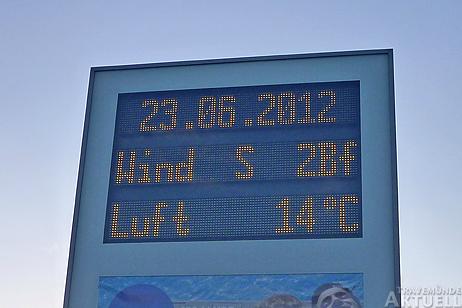 23.06.2012
Wind S 2Bf
Luft 14°C
TRAVEMÜNDE
AKTUELL